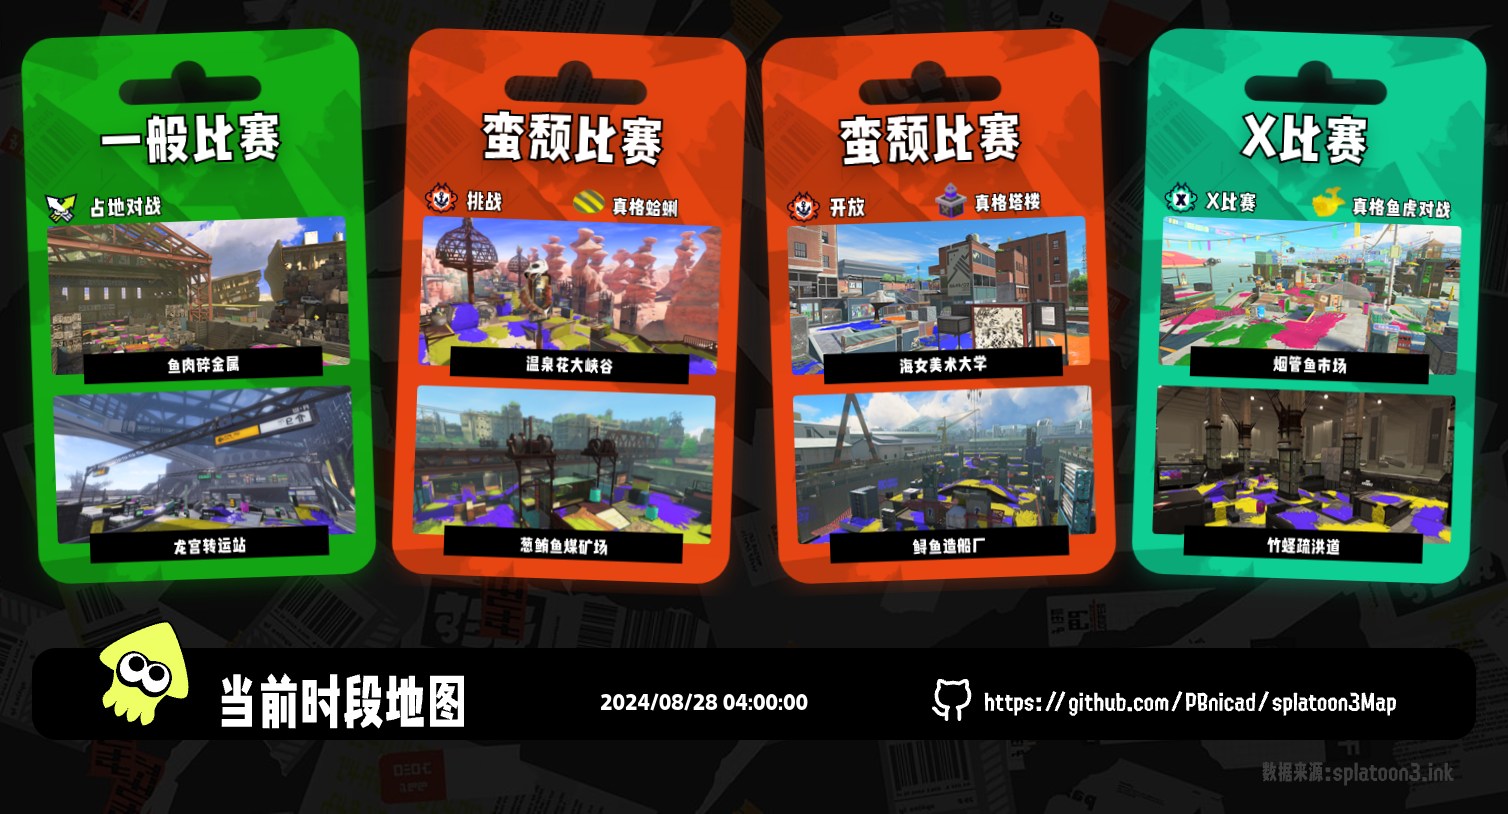 一般比赛
占地对战
鱼肉碎金属
龙宫转运站
蛮颓比赛
挑战
真格蛤蜊
温泉花大峡谷
葱鲔鱼煤矿场
蛮颓比赛
开放
真格塔楼
海女美术大学
鲟鱼造船厂
X比赛
X比赛
真格鱼虎对战
烟管鱼市场
竹蛏疏洪道
当前时段地图
2024/08/28 04:00:00
https://github.com/PBnicad/splatoon3Map
数据来源:splatoon3.ink